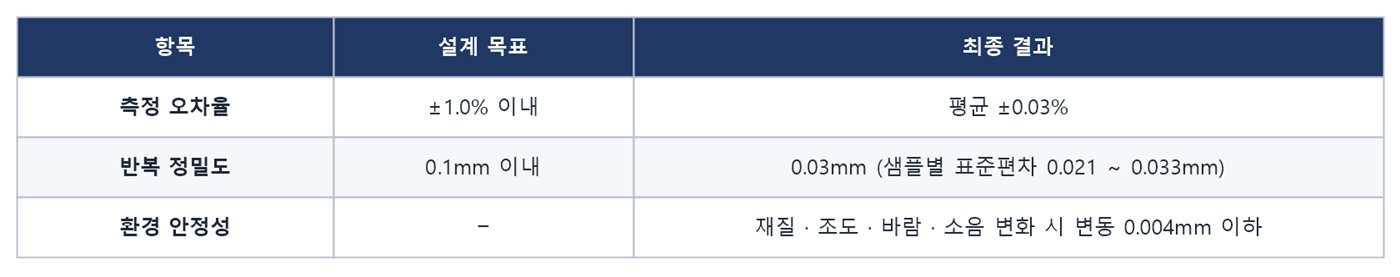 항목 설계 목표 최종 결과
측정 오차율 ±1.0% 이내 평균 ±0.03%
반복 정밀도 0.1mm 이내 0.03mm (샘플별 표준편차 0.021 ~ 0.033mm)
환경 안정성 – 재질 · 조도 · 바람 · 소음 변화 시 변동 0.004mm 이하